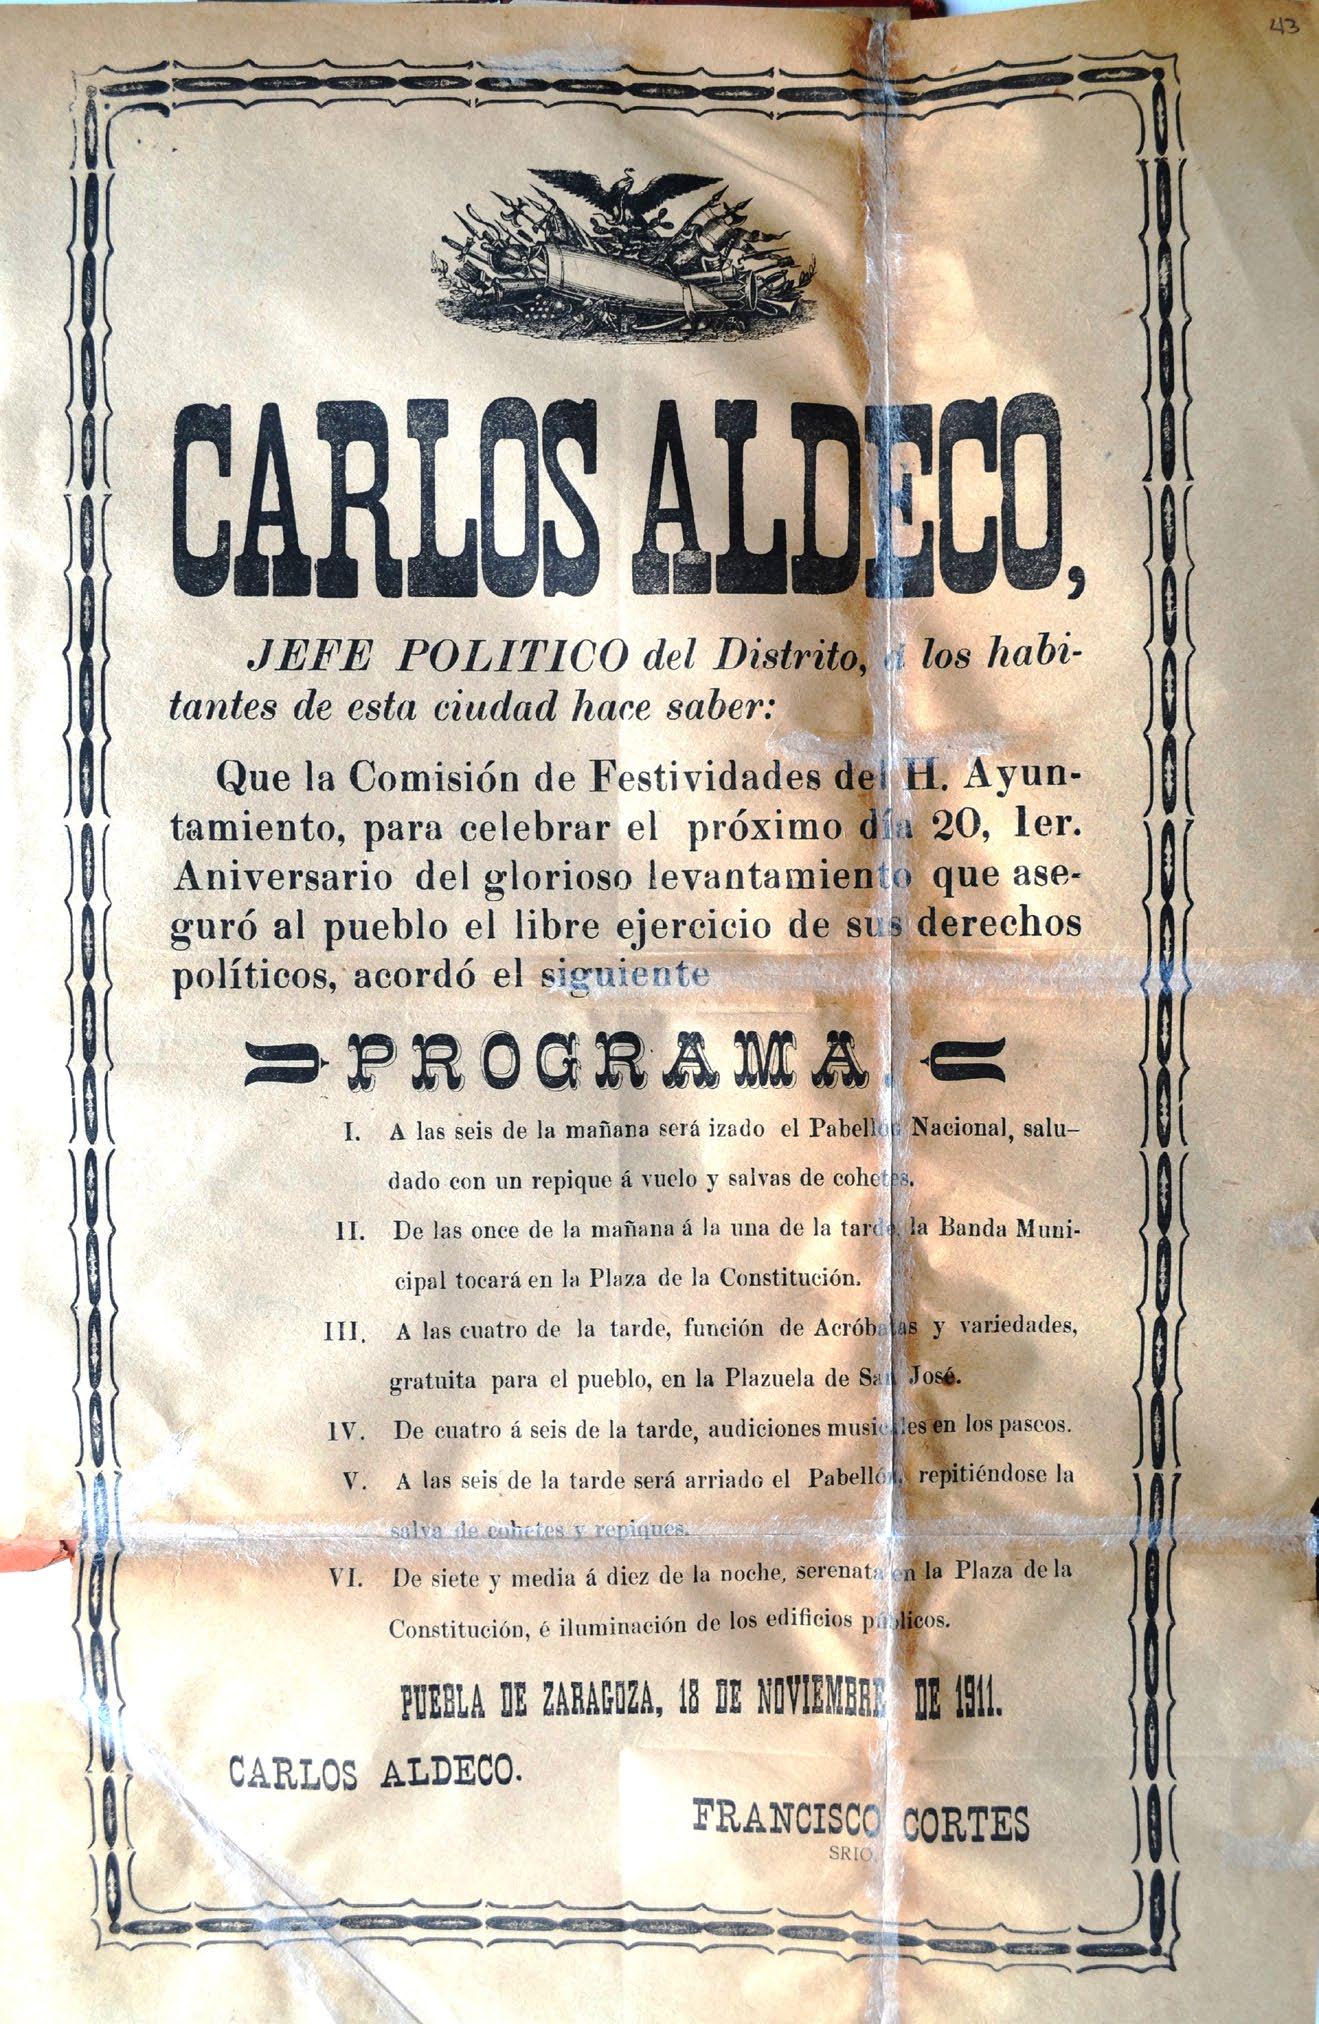 43
CARLOS ALDECO,
JEFE POLITICO del Distrito, á los habi-
tantes de esta ciudad hace saber:
Que la Comisión de Festividades del H. Ayun-
tamiento, para celebrar el próximo día 20, 1er.
Aniversario del glorioso levantamiento que ase-
guró al pueblo el libre ejercicio de sus derechos
políticos, acordó el siguiente
PROGRAMA.
I. A las seis de la mañana será izado el Pabellón Nacional, salu-
dado con un repique á vuelo y salvas de cohetes.
II. De las once de la mañana á la una de la tarde, la Banda Muni-
cipal tocará en la Plaza de la Constitución.
III. A las cuatro de la tarde, función de Acróbatas y variedades,
gratuita para el pueblo, en la Plazuela de San José.
IV. De cuatro á seis de la tarde, audiciones musicales en los paseos.
V. A las seis de la tarde será arriado el Pabellón, repitiéndose la
salva de cohetes y repiques.
VI. De siete y media á diez de la noche, serenata en la Plaza de la
Constitución, é iluminación de los edificios públicos.
PUEBLA DE ZARAGOZA, 18 DE NOVIEMBRE DE 1911.
CARLOS ALDECO.
FRANCISCO CORTES
SRIO.